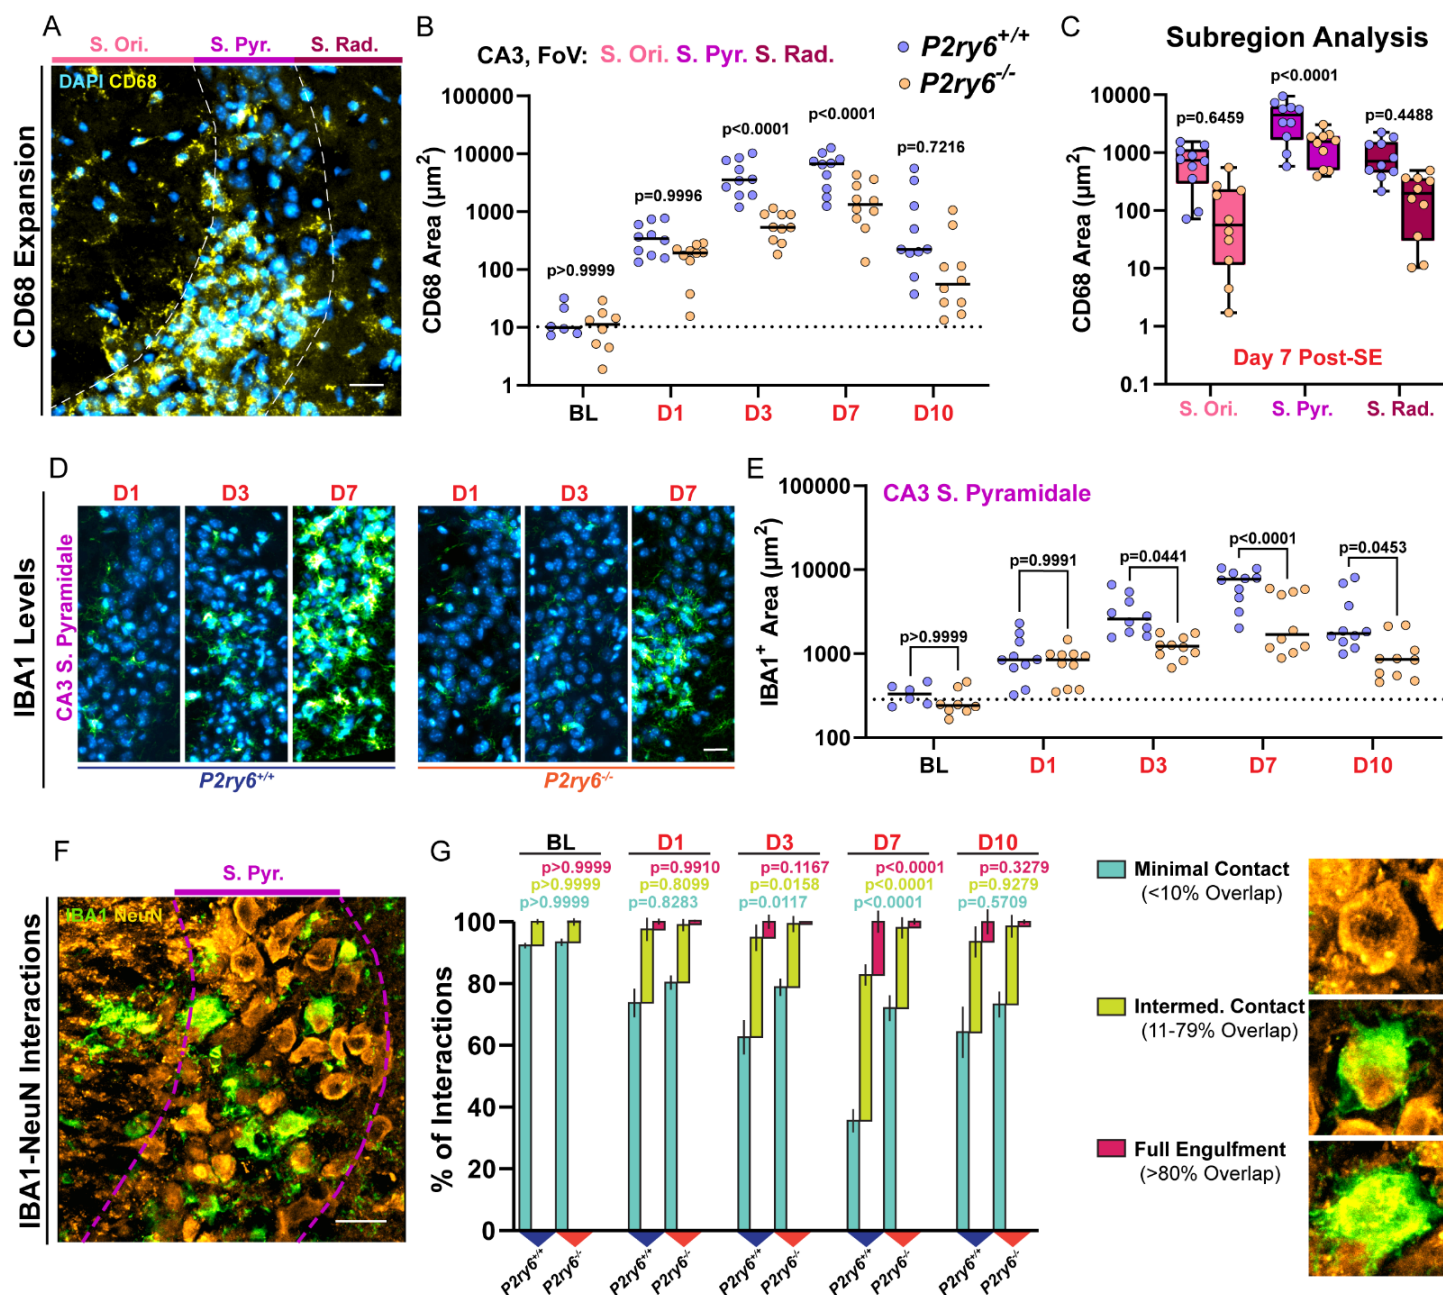 A
S. Ori. S. Pyr. S. Rad.
DAPI CD68
CD68 Expansion
B
CA3, FoV: S. Ori. S. Pyr. S. Rad.
P2ry6+/+
P2ry6-/-
CD68 Area (µm²)
100000
10000
1000
100
10
1
p>0.9999
p=0.9996
p<0.0001
p<0.0001
p=0.7216
BL D1 D3 D7 D10
C
Subregion Analysis
CD68 Area (µm²)
10000
1000
100
10
1
0.1
p=0.6459
p<0.0001
p=0.4488
Day 7 Post-SE
S. Ori. S. Pyr. S. Rad.
D
IBA1 Levels
CA3 S. Pyramidale
D1 D3 D7
D1 D3 D7
P2ry6+/+
P2ry6-/-
E
CA3 S. Pyramidale
IBA1+ Area (µm²)
100000
10000
1000
100
p>0.9999
p=0.9991
p=0.0441
p<0.0001
p=0.0453
BL D1 D3 D7 D10
F
S. Pyr.
IBA1 NeuN
IBA1-NeuN Interactions
G
BL D1 D3 D7 D10
p>0.9999 p=0.9910 p=0.1167 p<0.0001 p=0.3279
p>0.9999 p=0.8099 p=0.0158 p<0.0001 p=0.9279
p>0.9999 p=0.8283 p=0.0117 p<0.0001 p=0.5709
% of Interactions
100
80
60
40
20
0
P2ry6+/+ P2ry6-/- P2ry6+/+ P2ry6-/- P2ry6+/+ P2ry6-/- P2ry6+/+ P2ry6-/- P2ry6+/+ P2ry6-/-
Minimal Contact
(<10% Overlap)
Intermed. Contact
(11-79% Overlap)
Full Engulfment
(>80% Overlap)